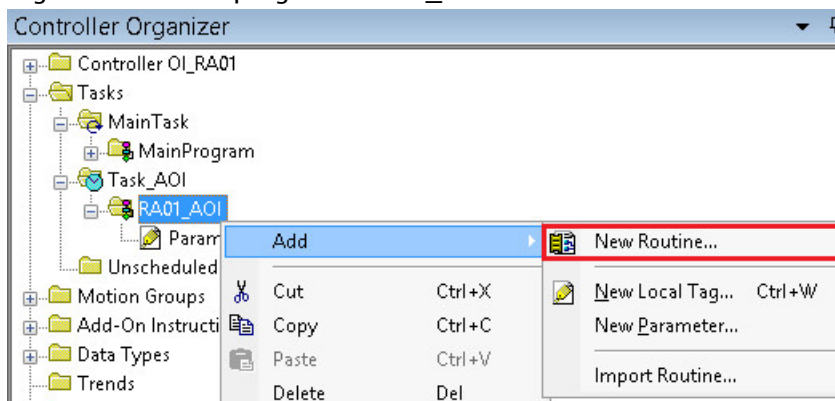 Controller Organizer
Controller OI_RA01
Tasks
MainTask
MainProgram
Task_AOI
RA01_AOI
Param
Unscheduled
Motion Groups
Add-On Instructi
Data Types
Trends
Add
Cut Ctrl+X
Copy Ctrl+C
Paste Ctrl+V
Delete Del
New Routine...
New Local Tag... Ctrl+W
New Parameter...
Import Routine...